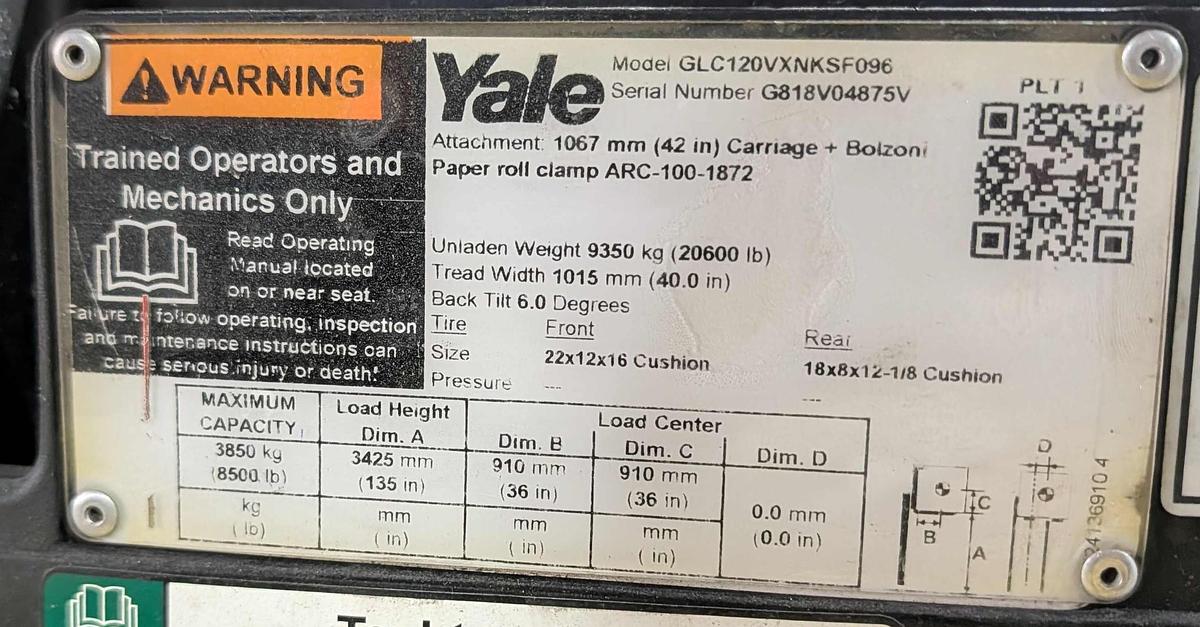 WARNING
Trained Operators and
Mechanics Only
Read Operating
Manual located
on or near seat.
Failure to follow operating, inspection
and maintenance instructions can
cause serious injury or death!
Yale
Model GLC120VXNKSF096
Serial Number G818V04875V
PLT 1
Attachment: 1067 mm (42 in) Carriage + Bolzoni
Paper roll clamp ARC-100-1872
Unladen Weight 9350 kg (20600 lb)
Tread Width 1015 mm (40.0 in)
Back Tilt 6.0 Degrees
Tire Front Rear
Size 22x12x16 Cushion 18x8x12-1/8 Cushion
Pressure --- ---
MAXIMUM CAPACITY Load Height Dim. A Load Center
Dim. B Dim. C Dim. D
3850 kg 3425 mm 910 mm 910 mm 0.0 mm
(8500 lb) (135 in) (36 in) (36 in) (0.0 in)
kg mm mm mm
( lb) ( in) ( in) ( in)
D
C
B
A
24136910 4